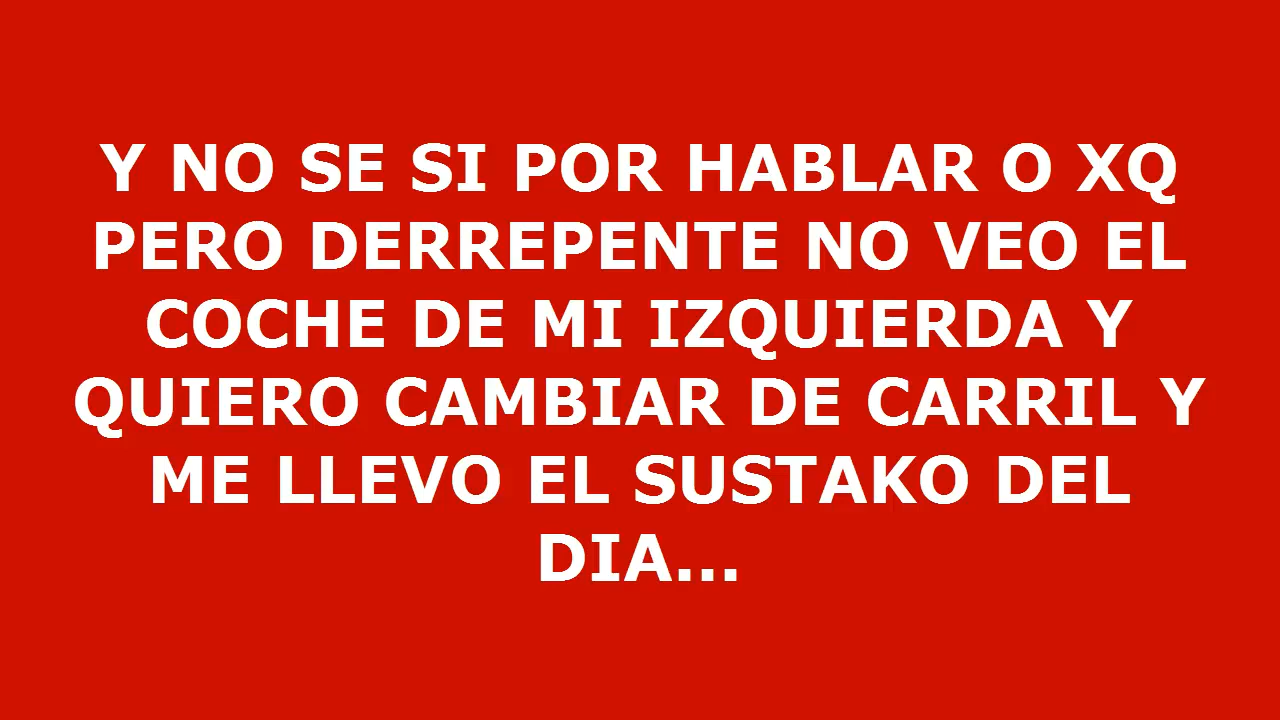 Y NO SE SI POR HABLAR O XQ
PERO DERREPENTE NO VEO EL
COCHE DE MI IZQUIERDA Y
QUIERO CAMBIAR DE CARRIL Y
ME LLEVO EL SUSTAKO DEL
DIA...